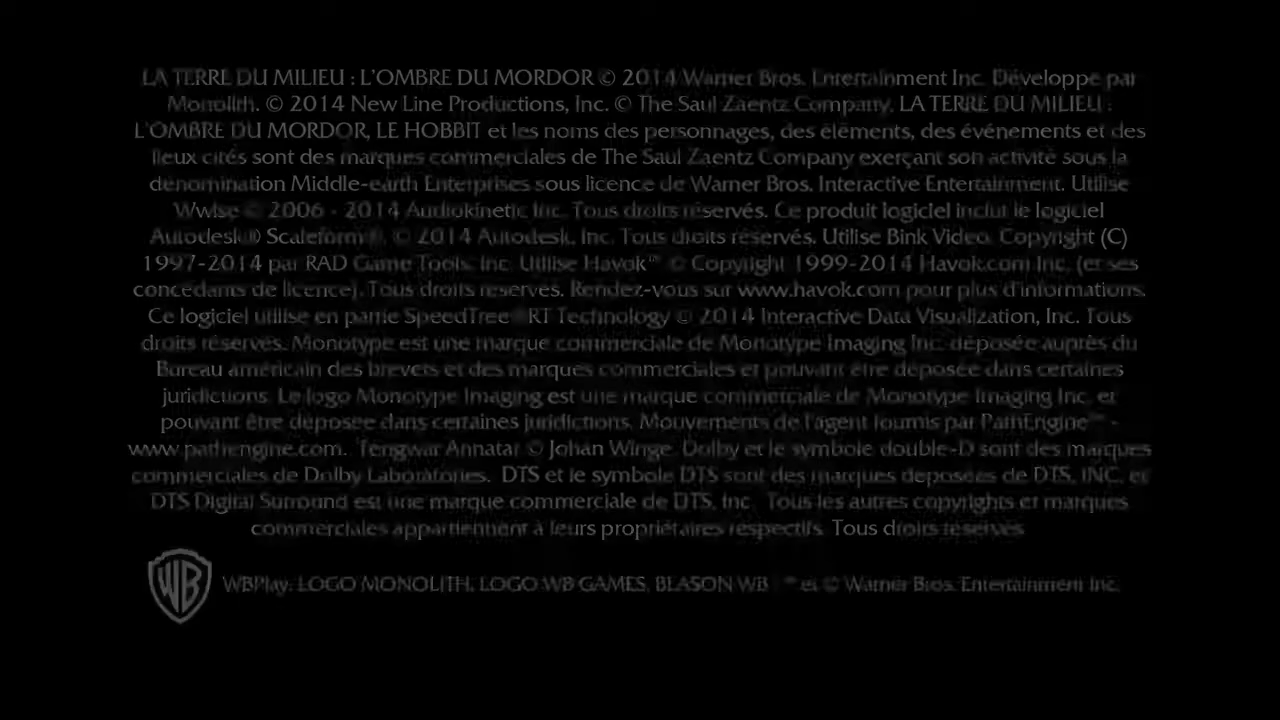 LA TERRE DU MILIEU : L'OMBRE DU MORDOR © 2014 Warner Bros. Entertainment Inc. Développé par
Monolith. © 2014 New Line Productions, Inc. © The Saul Zaentz Company. LA TERRE DU MILIEU :
L'OMBRE DU MORDOR, LE HOBBIT et les noms des personnages, des éléments, des événements et des
lieux cités sont des marques commerciales de The Saul Zaentz Company exerçant son activité sous la
dénomination Middle-earth Enterprises sous licence de Warner Bros. Interactive Entertainment. Utilise
Wwise © 2006 - 2014 Audiokinetic Inc. Tous droits réservés. Ce produit logiciel inclut le logiciel
Autodesk® Scaleform®, © 2014 Autodesk, Inc. Tous droits réservés. Utilise Bink Video. Copyright (C)
1997-2014 par RAD Game Tools, Inc. Utilise Havok™ © Copyright 1999-2014 Havok.com Inc. (et ses
concédants de licence). Tous droits réservés. Rendez-vous sur www.havok.com pour plus d'informations.
Ce logiciel utilise en partie SpeedTree RT Technology © 2014 Interactive Data Visualization, Inc. Tous
droits réservés. Monotype est une marque commerciale de Monotype Imaging Inc. déposée auprès du
Bureau américain des brevets et des marques commerciales et pouvant être déposée dans certaines
juridictions. Le logo Monotype Imaging est une marque commerciale de Monotype Imaging Inc. et
pouvant être déposée dans certaines juridictions. Mouvements de l'agent fournis par PathEngine™ -
www.pathengine.com. Tengwar Annatar © Johan Winge. Dolby et le symbole double-D sont des marques
commerciales de Dolby Laboratories. DTS et le symbole DTS sont des marques déposées de DTS, INC. et
DTS Digital Surround est une marque commerciale de DTS, Inc. Tous les autres copyrights et marques
commerciales appartiennent à leurs propriétaires respectifs. Tous droits réservés.
WB
WBPlay, LOGO MONOLITH, LOGO WB GAMES, BLASON WB : ™ et © Warner Bros. Entertainment Inc.